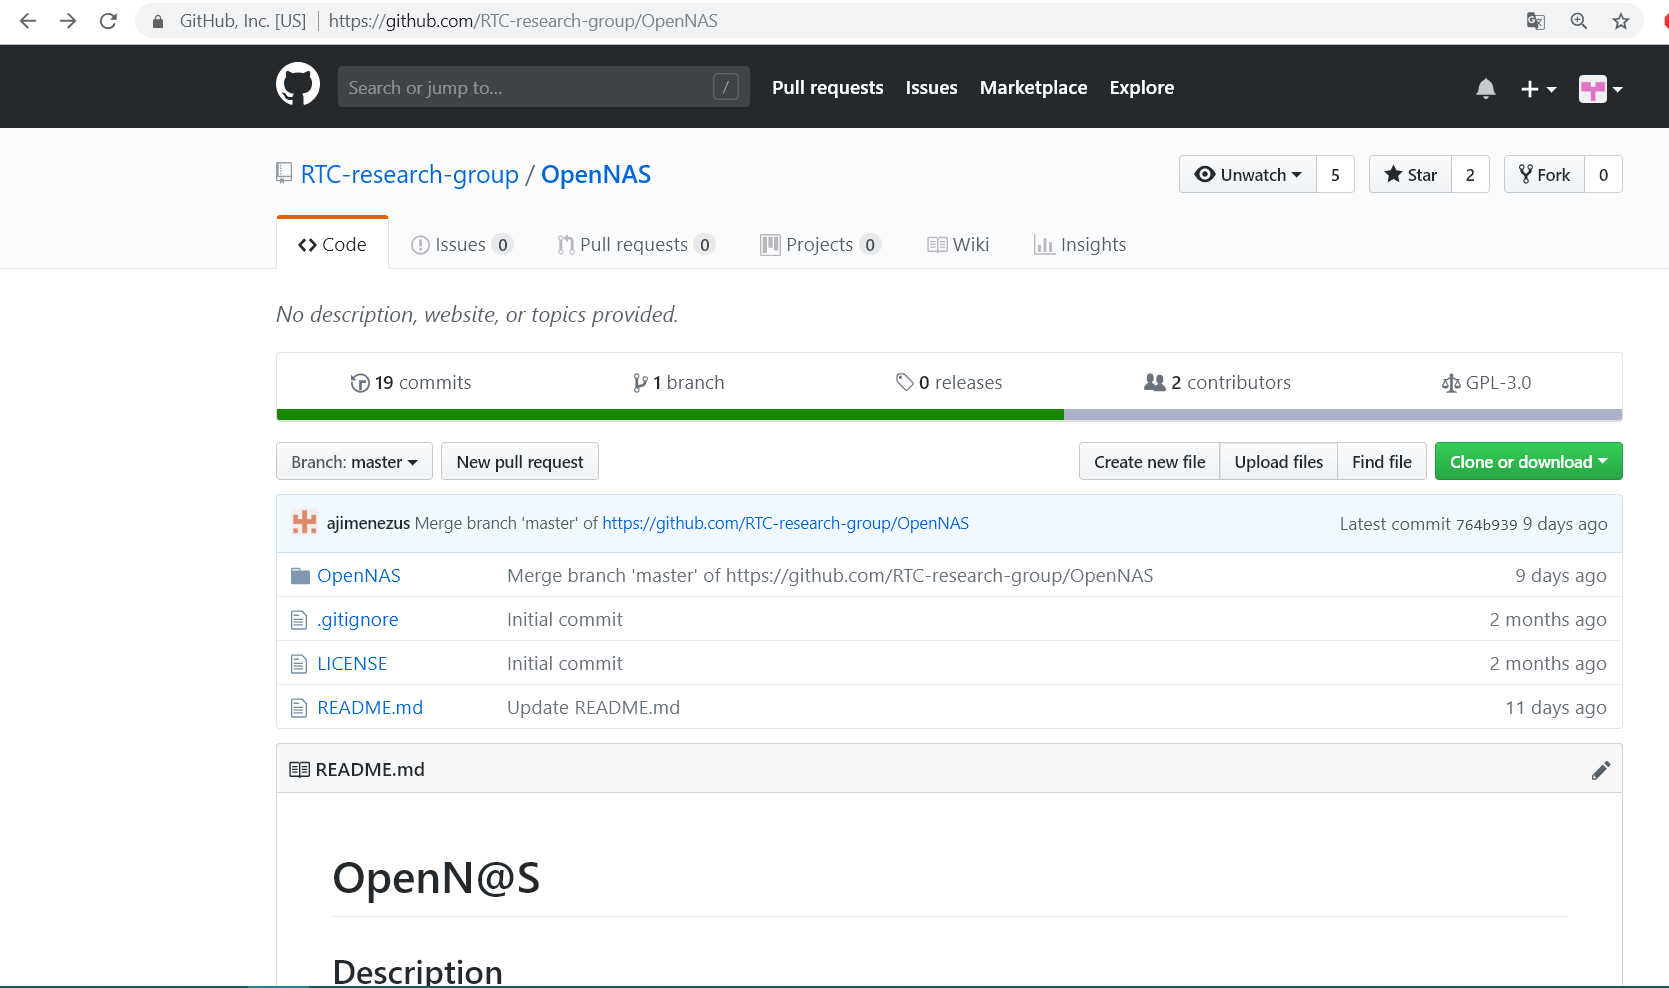 GitHub, Inc. [US] https://github.com/RTC-research-group/OpenNAS
Search or jump to... / Pull requests Issues Marketplace Explore
RTC-research-group / OpenNAS Unwatch 5 Star 2 Fork 0
Code Issues 0 Pull requests 0 Projects 0 Wiki Insights
No description, website, or topics provided.
19 commits 1 branch 0 releases 2 contributors GPL-3.0
Branch: master New pull request Create new file Upload files Find file Clone or download
ajimenezus Merge branch 'master' of https://github.com/RTC-research-group/OpenNAS Latest commit 764b939 9 days ago
OpenNAS Merge branch 'master' of https://github.com/RTC-research-group/OpenNAS 9 days ago
.gitignore Initial commit 2 months ago
LICENSE Initial commit 2 months ago
README.md Update README.md 11 days ago
README.md
OpenN@S
Description